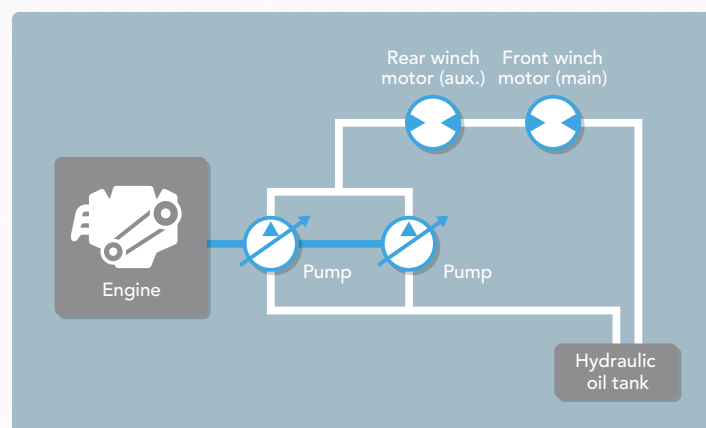 Rear winch
motor (aux.)
Front winch
motor (main)
Engine
Pump
Pump
Hydraulic
oil tank